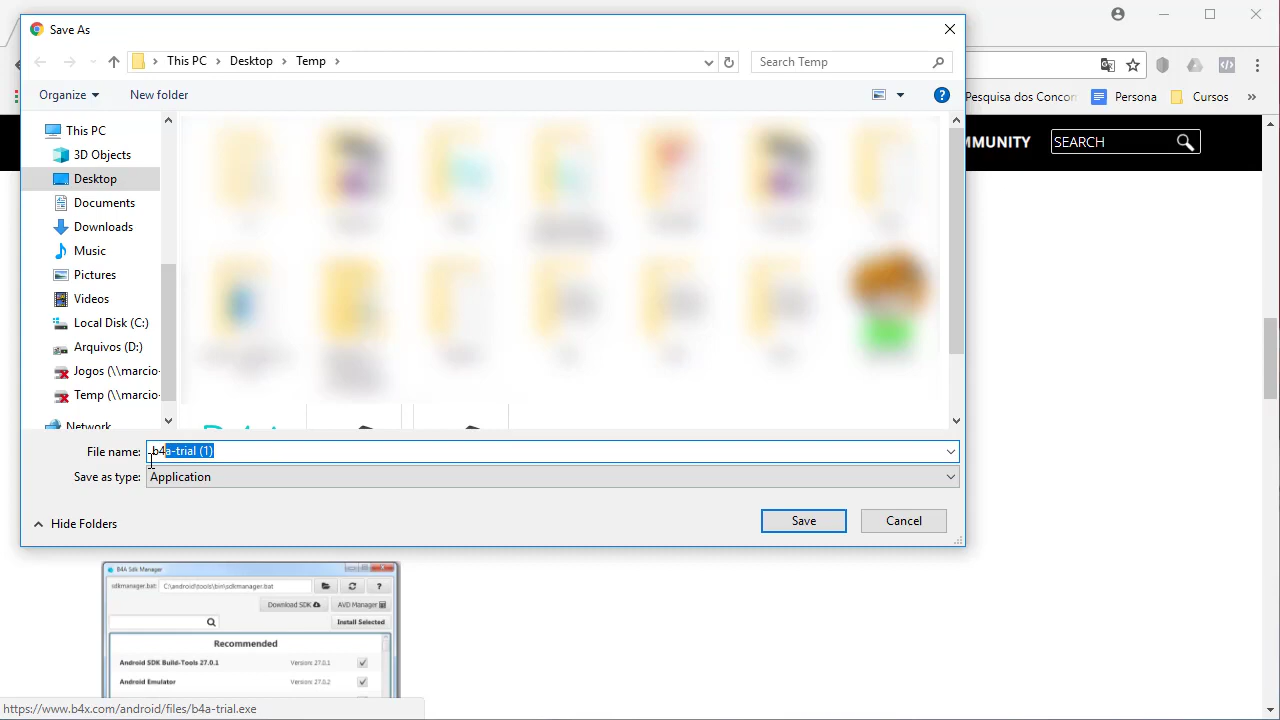 Save As
This PC
Desktop
Temp
Search Temp
Organize
New folder
Pesquisa dos Concor
Persona
Cursos
»
MMUNITY
SEARCH
This PC
3D Objects
Desktop
Documents
Downloads
Music
Pictures
Videos
Local Disk (C:)
Arquivos (D:)
Jogos (\\marcio-
Temp (\\marcio-
Network
File name:
b4a-trial (1)
Save as type:
Application
Hide Folders
Save
Cancel
B4A Sdk Manager
sdkmanager.bat:
C:\android\tools\bin\sdkmanager.bat
?
Download SDK
AVD Manager
Install Selected
Recommended
Android SDK Build-Tools 27.0.1
Version: 27.0.1
Android Emulator
Version: 27.0.2
https://www.b4x.com/android/files/b4a-trial.exe